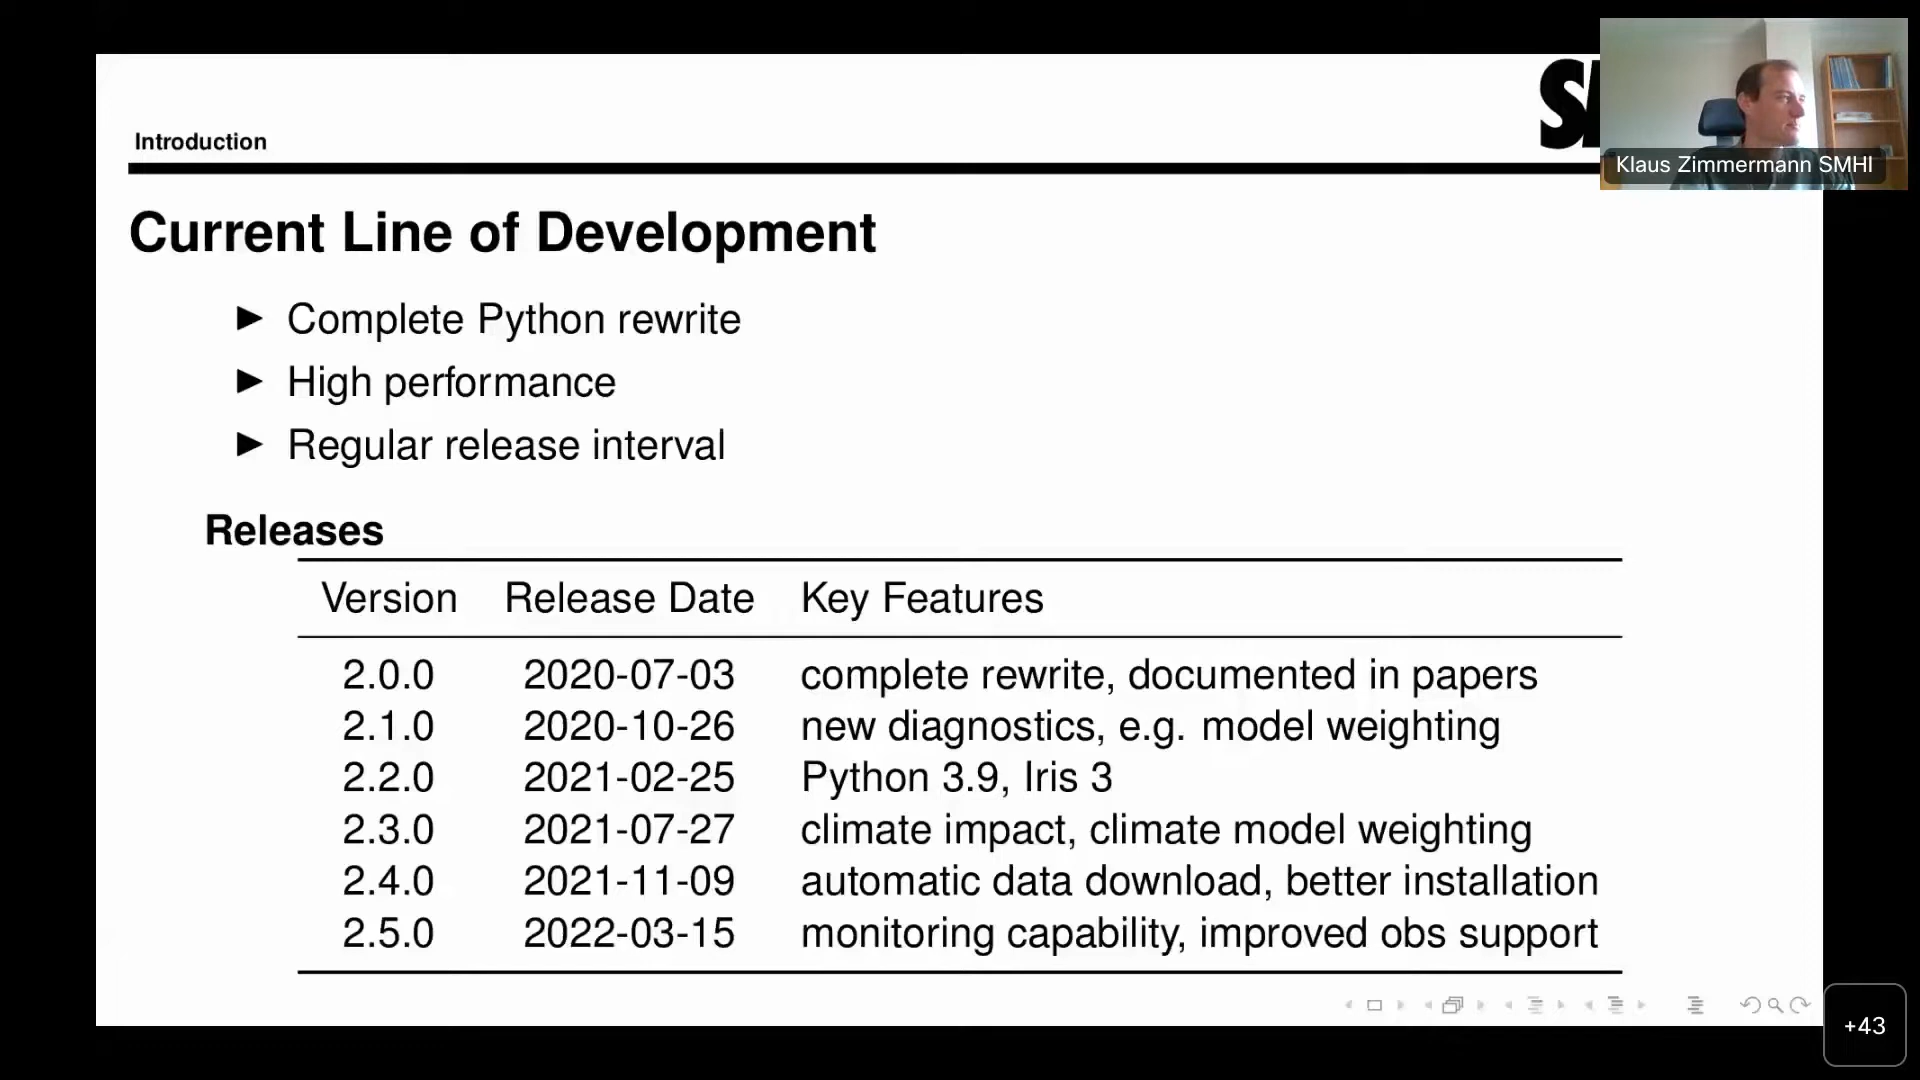 Introduction
Klaus Zimmermann SMHI
Current Line of Development
Complete Python rewrite
High performance
Regular release interval
Releases
Version Release Date Key Features
2.0.0 2020-07-03 complete rewrite, documented in papers
2.1.0 2020-10-26 new diagnostics, e.g. model weighting
2.2.0 2021-02-25 Python 3.9, Iris 3
2.3.0 2021-07-27 climate impact, climate model weighting
2.4.0 2021-11-09 automatic data download, better installation
2.5.0 2022-03-15 monitoring capability, improved obs support
+43